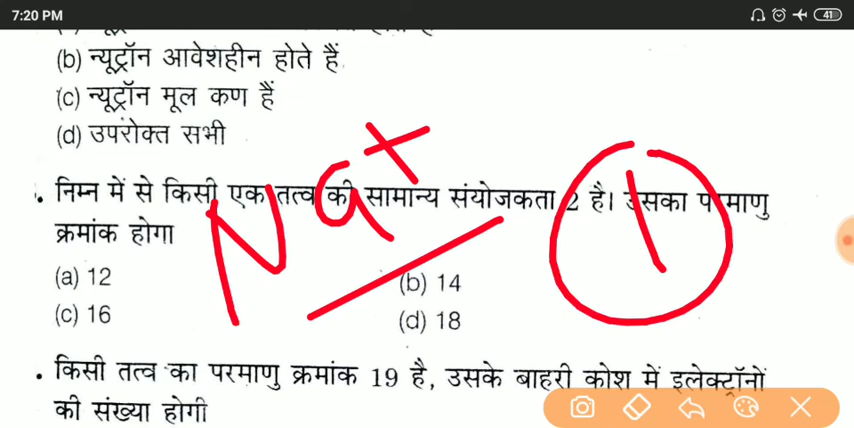 7:20 PM
41
(b) न्यूट्रॉन आवेशहीन होते हैं
(c) न्यूट्रॉन मूल कण हैं
(d) उपरोक्त सभी
. निम्न में से किसी एक तत्व की सामान्य संयोजकता 2 है। उसका परमाणु
क्रमांक होगा
Na+
1
(a) 12
(b) 14
(c) 16
(d) 18
. किसी तत्व का परमाणु क्रमांक 19 है, उसके बाहरी कोश में इलेक्ट्रॉनों
की संख्या होगी